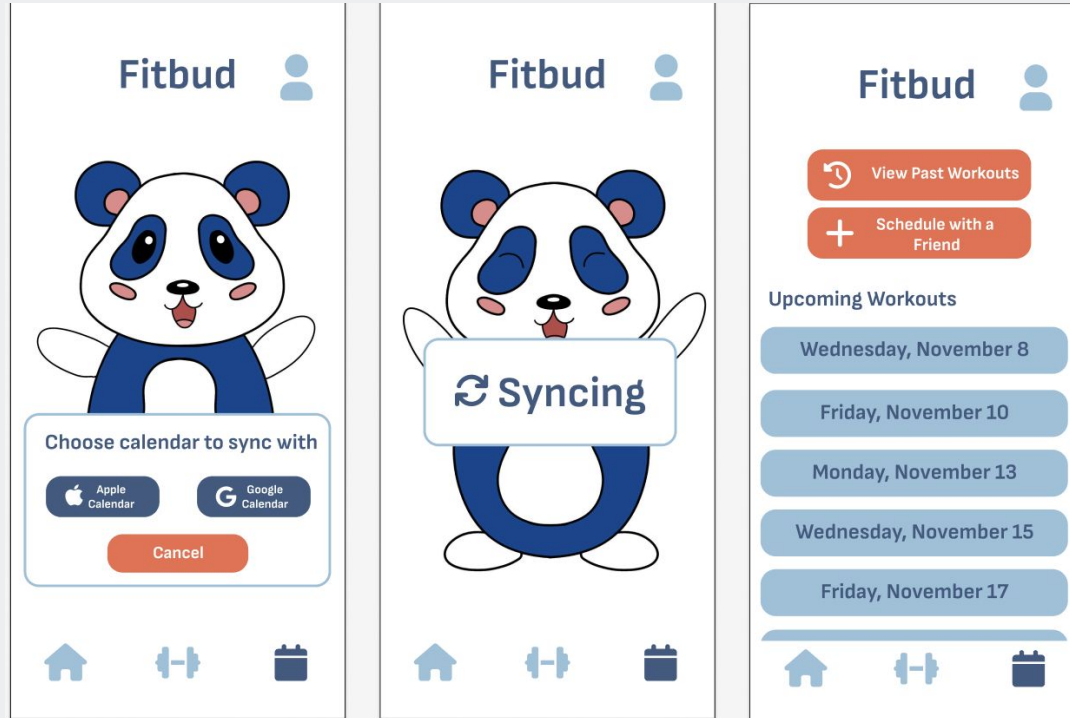 Fitbud
Choose calendar to sync with
Apple
Calendar
Google
Calendar
Cancel
Fitbud
Syncing
Fitbud
View Past Workouts
Schedule with a
Friend
Upcoming Workouts
Wednesday, November 8
Friday, November 10
Monday, November 13
Wednesday, November 15
Friday, November 17